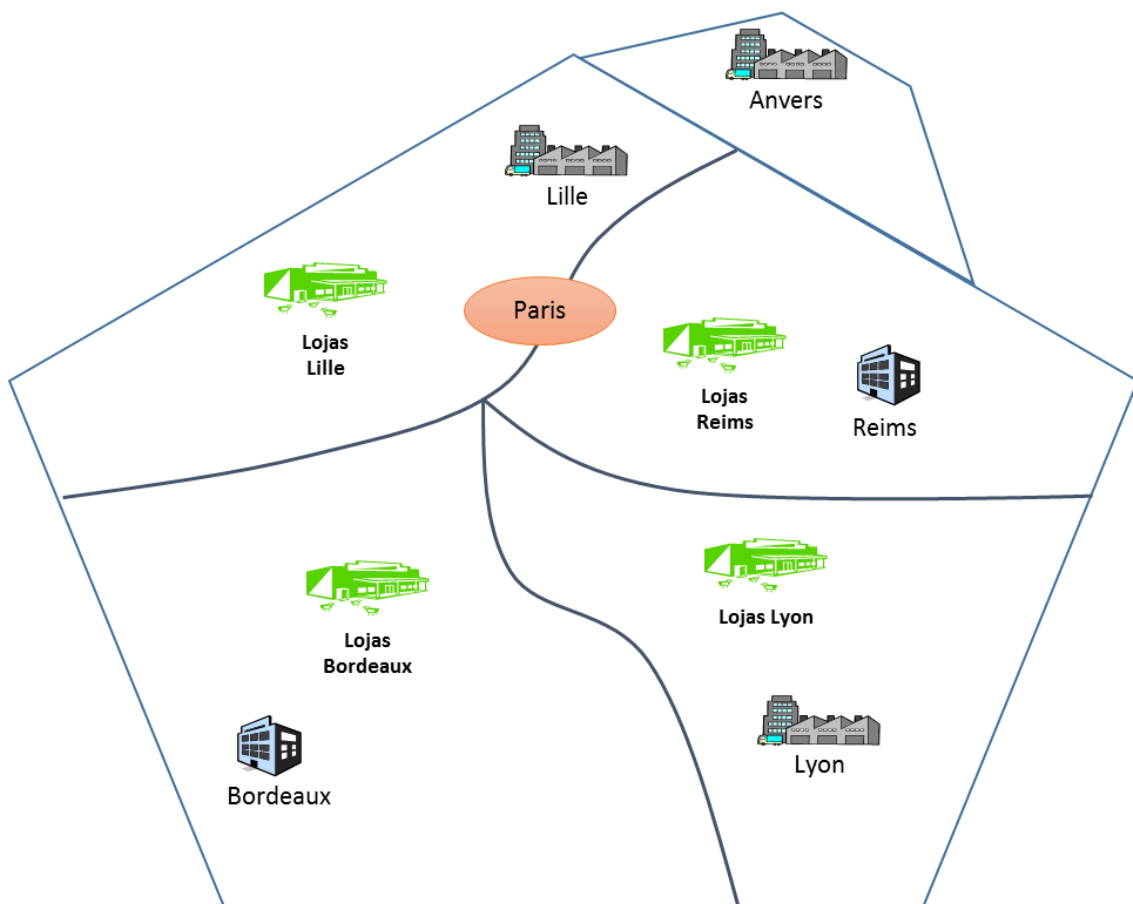 Anvers
Lille
Paris
Lojas
Lille
Lojas
Reims
Reims
Lojas
Bordeaux
Lojas Lyon
Bordeaux
Lyon